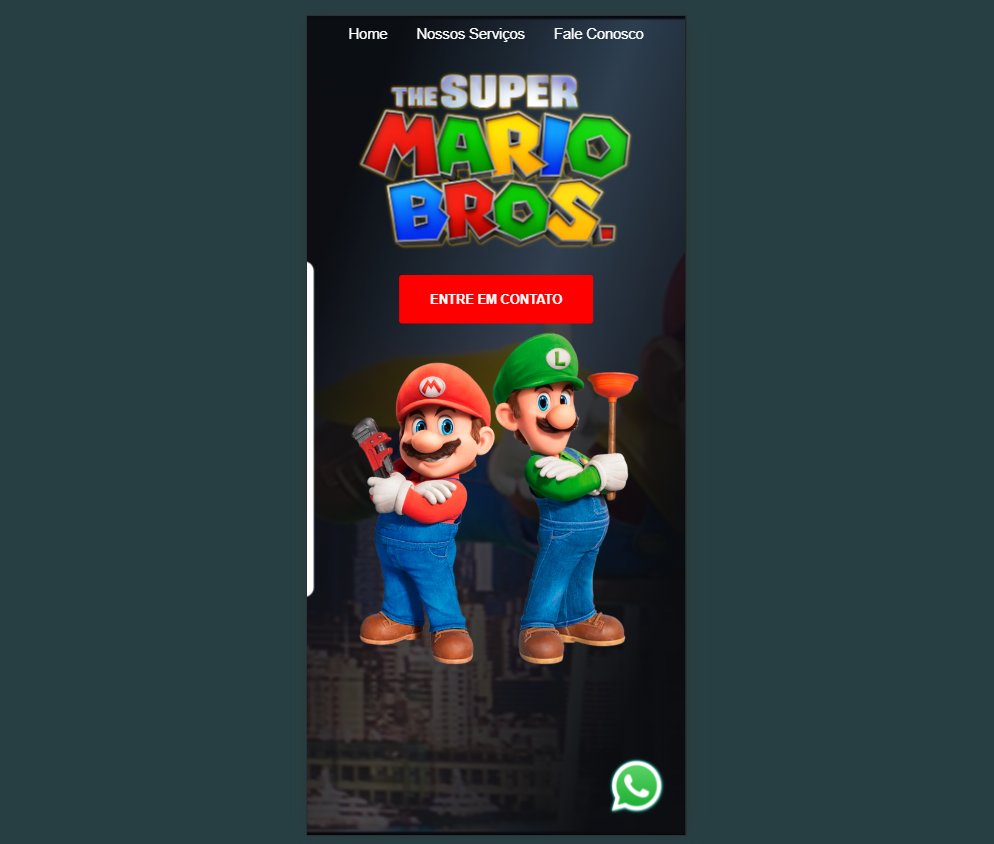 Home Nossos Serviços Fale Conosco
THE SUPER
MARIO
BROS.
ENTRE EM CONTATO
M
L